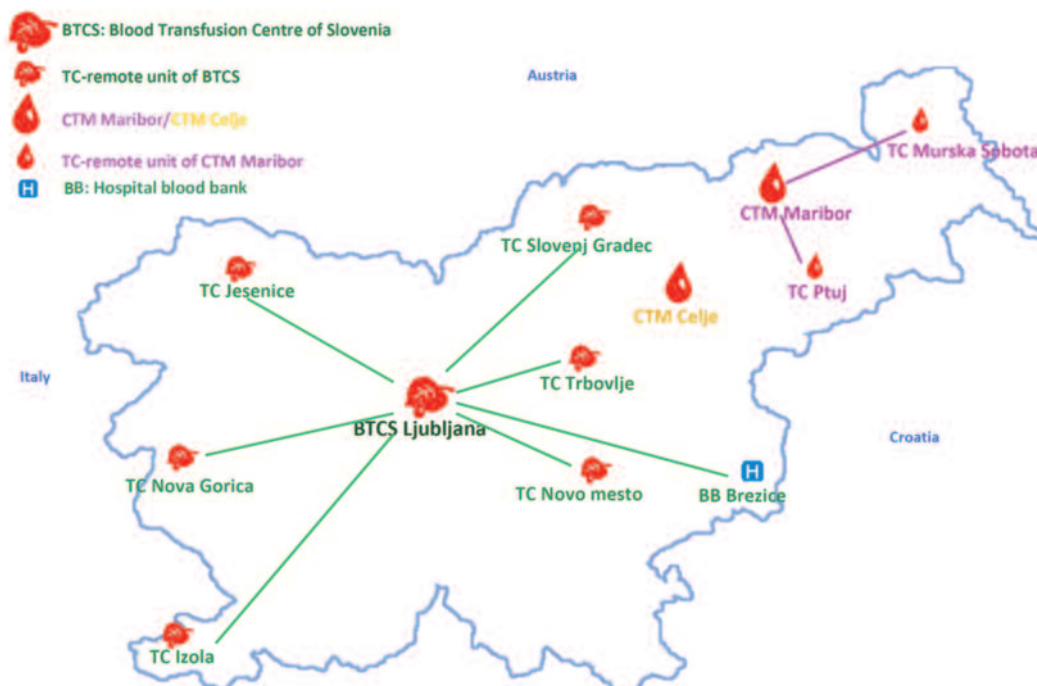 BTCS: Blood Transfusion Centre of Slovenia
TC-remote unit of BTCS
CTM Maribor/CTM Celje
TC-remote unit of CTM Maribor
BB: Hospital blood bank
H
Austria
TC Murska Sobota
CTM Maribor
TC Slovenj Gradec
TC Jesenice
TC Ptuj
CTM Celje
Italy
TC Trbovlje
BTCS Ljubljana
Croatia
H
TC Nova Gorica
TC Novo mesto
BB Brezice
TC Izola